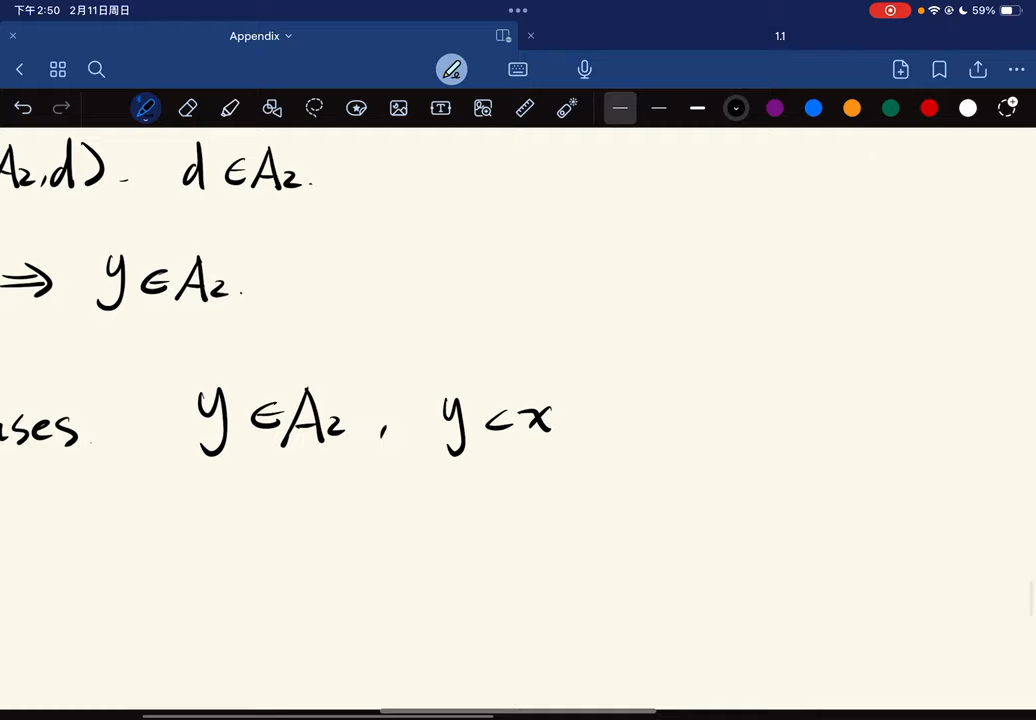 下午2:50 2月11日周日
59%
Appendix
1.1
A₂,d). d ∈ A₂.
⇒ y ∈ A₂.
ses. y ∈ A₂, y < x